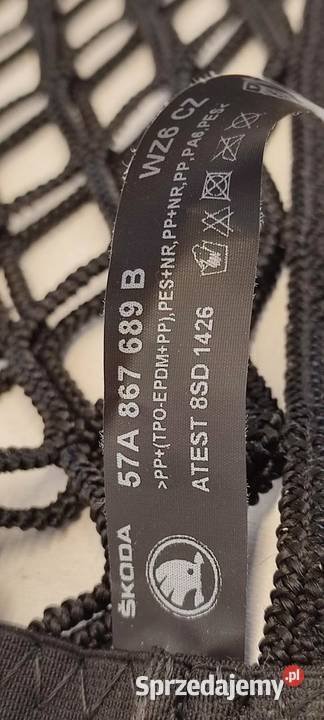 WZ6 CZ
ŠKODA 57A 867 689 B
>PP+(TPO-EPDM+PP),PES+NR,PP+NR,PP,PA6,PES<
ATEST 8SD 1426
Sprzedajemy.pl